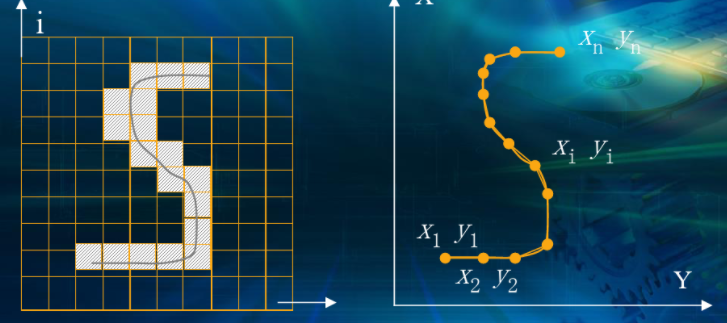 i
X
xn yn
xi yi
x1 y1
x2 y2
Y